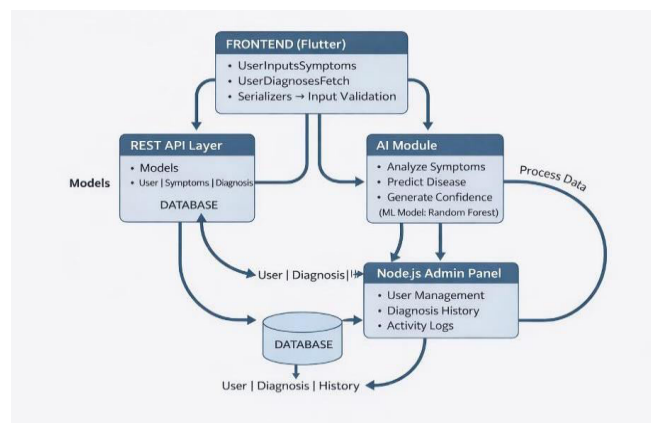 FRONTEND (Flutter)
• UserInputsSymptoms
• UserDiagnosesFetch
• Serializers → Input Validation
REST API Layer
• Models
• User | Symptoms | Diagnosis
DATABASE
Models
AI Module
• Analyze Symptoms
• Predict Disease
• Generate Confidence
(ML Model: Random Forest)
Process Data
User | Diagnosis |
Node.js Admin Panel
• User Management
• Diagnosis History
• Activity Logs
DATABASE
User | Diagnosis | History